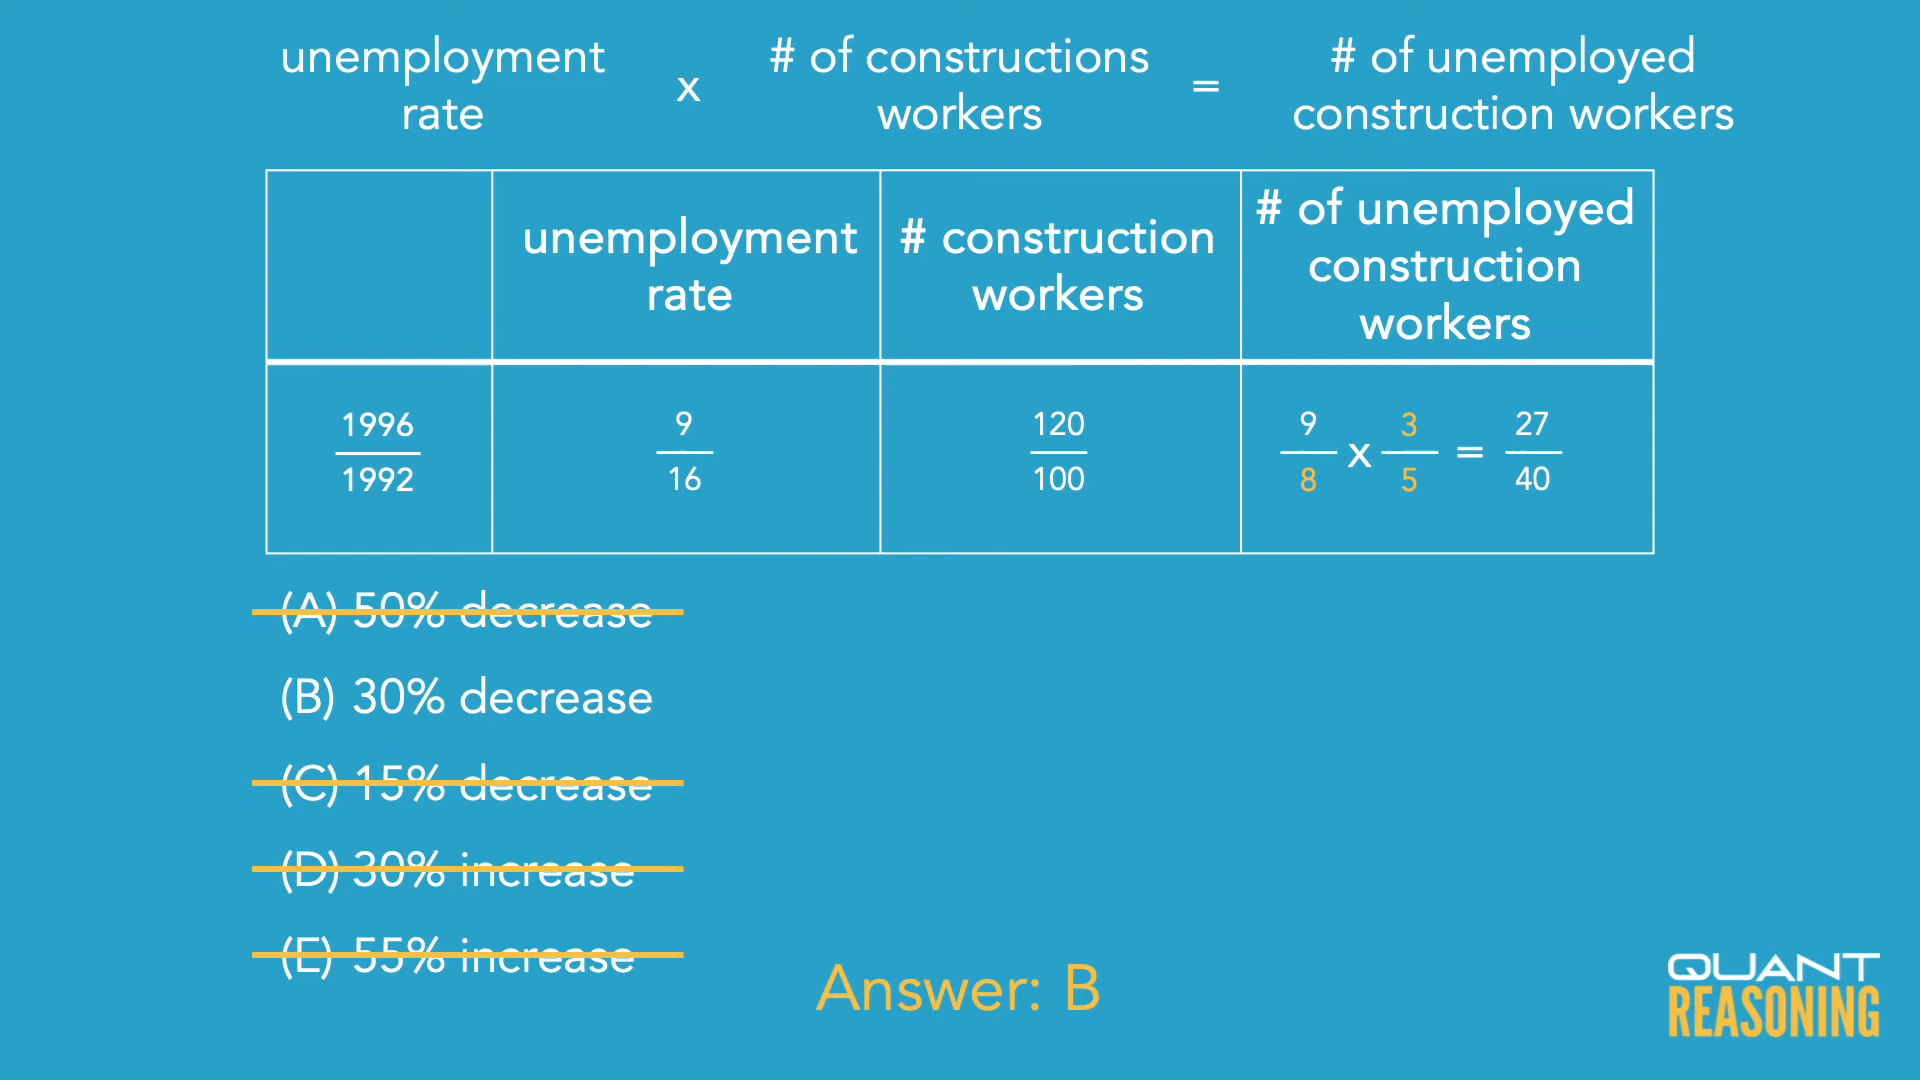 unemployment
rate
x
# of constructions
workers
=
# of unemployed
construction workers
unemployment
rate
# construction
workers
# of unemployed
construction
workers
1996
1992
9
16
120
100
9
8
x
3
5
=
27
40
(A) 50% decrease
(B) 30% decrease
(C) 15% decrease
(D) 30% increase
(E) 55% increase
Answer: B
QUANT
REASONING